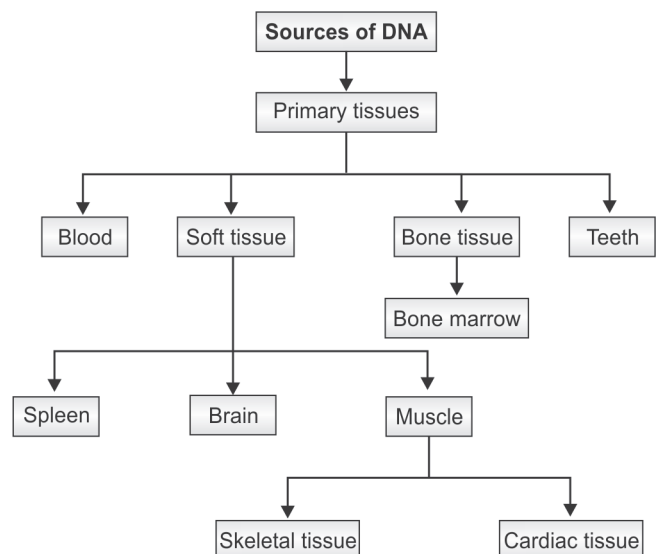 Sources of DNA
Primary tissues
Blood
Soft tissue
Bone tissue
Teeth
Bone marrow
Spleen
Brain
Muscle
Skeletal tissue
Cardiac tissue